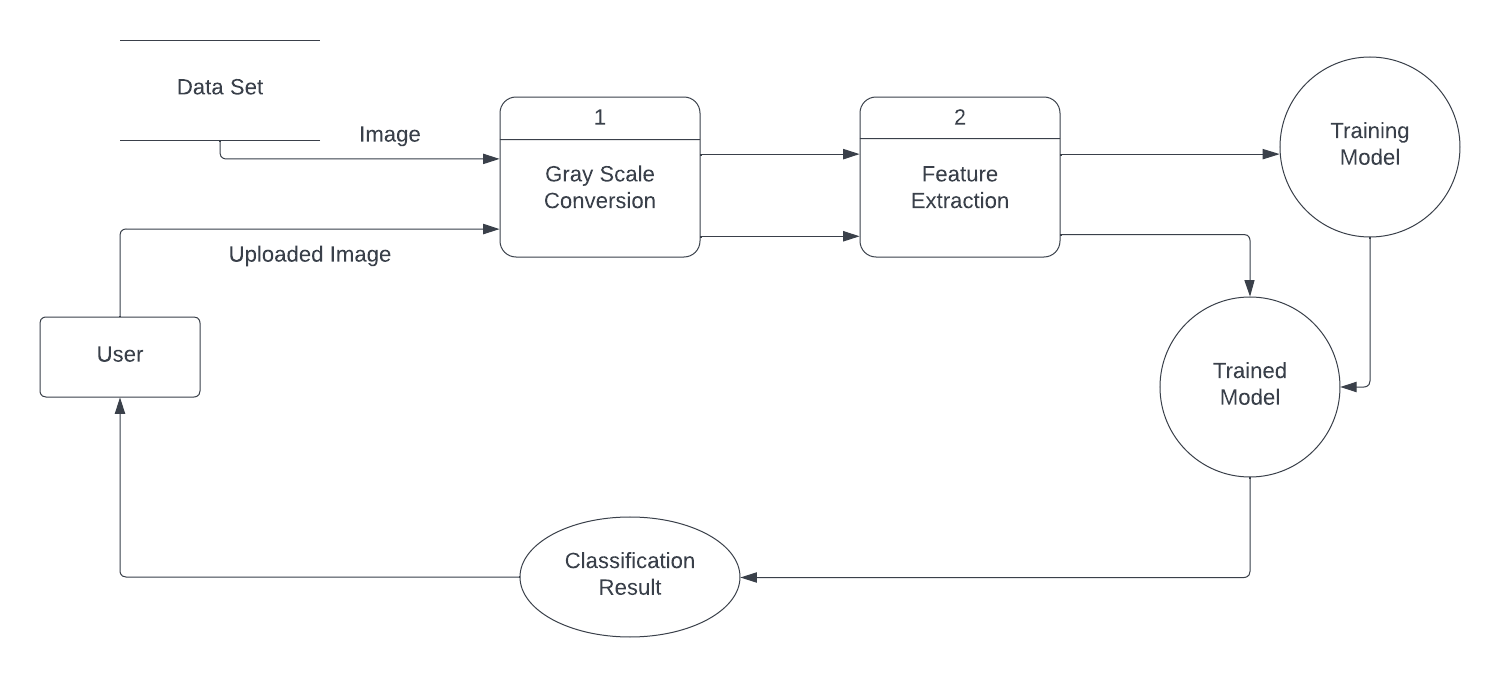 Data Set
Image
1
Gray Scale
Conversion
2
Feature
Extraction
Training
Model
Uploaded Image
User
Trained
Model
Classification
Result